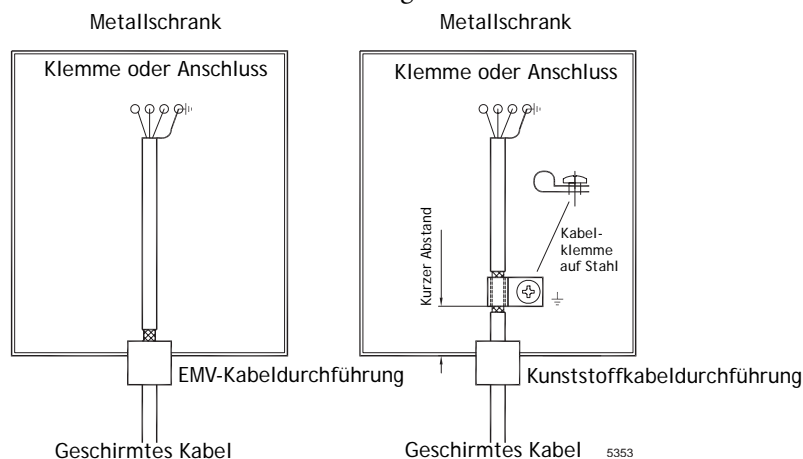 Metallschrank
Klemme oder Anschluss
EMV-Kabeldurchführung
Geschirmtes Kabel
Metallschrank
Klemme oder Anschluss
Kurzer Abstand
Kabel-
klemme
auf Stahl
Kunststoffkabeldurchführung
Geschirmtes Kabel
5353